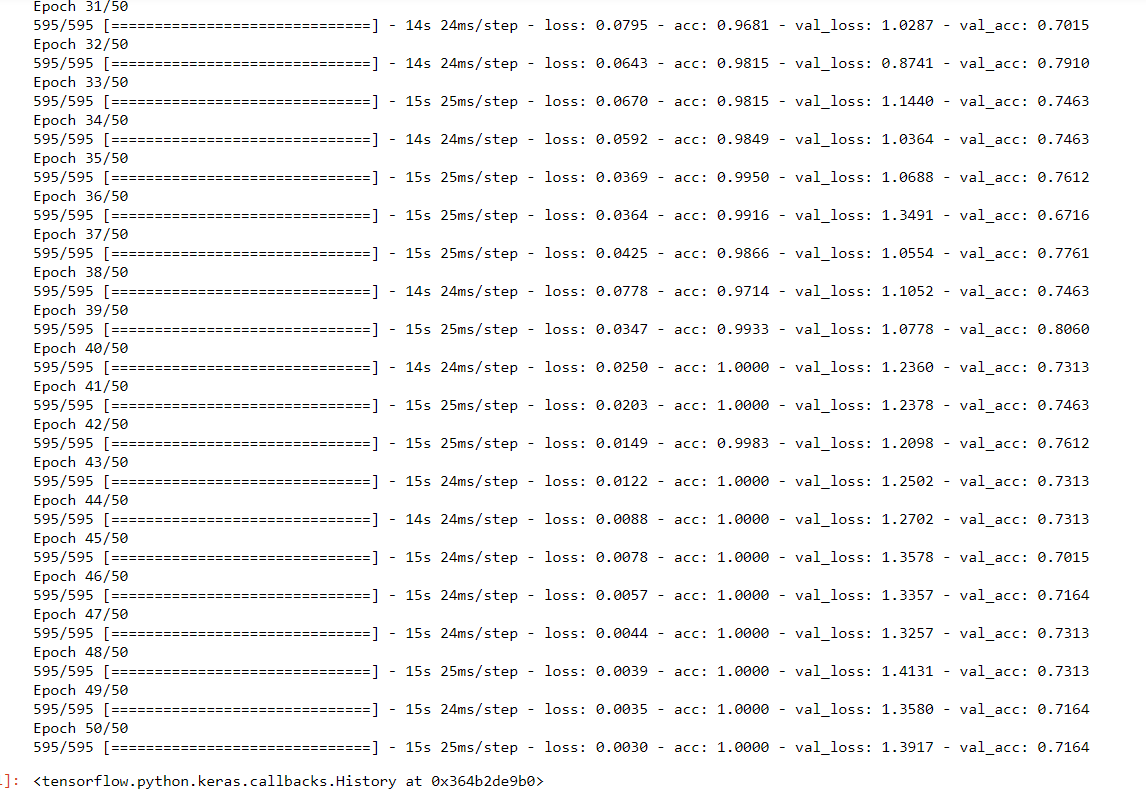 Epoch 31/50
595/595 [==============================] - 14s 24ms/step - loss: 0.0795 - acc: 0.9681 - val_loss: 1.0287 - val_acc: 0.7015
Epoch 32/50
595/595 [==============================] - 14s 24ms/step - loss: 0.0643 - acc: 0.9815 - val_loss: 0.8741 - val_acc: 0.7910
Epoch 33/50
595/595 [==============================] - 15s 25ms/step - loss: 0.0670 - acc: 0.9815 - val_loss: 1.1440 - val_acc: 0.7463
Epoch 34/50
595/595 [==============================] - 14s 24ms/step - loss: 0.0592 - acc: 0.9849 - val_loss: 1.0364 - val_acc: 0.7463
Epoch 35/50
595/595 [==============================] - 15s 25ms/step - loss: 0.0369 - acc: 0.9950 - val_loss: 1.0688 - val_acc: 0.7612
Epoch 36/50
595/595 [==============================] - 15s 25ms/step - loss: 0.0364 - acc: 0.9916 - val_loss: 1.3491 - val_acc: 0.6716
Epoch 37/50
595/595 [==============================] - 15s 25ms/step - loss: 0.0425 - acc: 0.9866 - val_loss: 1.0554 - val_acc: 0.7761
Epoch 38/50
595/595 [==============================] - 14s 24ms/step - loss: 0.0778 - acc: 0.9714 - val_loss: 1.1052 - val_acc: 0.7463
Epoch 39/50
595/595 [==============================] - 15s 25ms/step - loss: 0.0347 - acc: 0.9933 - val_loss: 1.0778 - val_acc: 0.8060
Epoch 40/50
595/595 [==============================] - 14s 24ms/step - loss: 0.0250 - acc: 1.0000 - val_loss: 1.2360 - val_acc: 0.7313
Epoch 41/50
595/595 [==============================] - 15s 25ms/step - loss: 0.0203 - acc: 1.0000 - val_loss: 1.2378 - val_acc: 0.7463
Epoch 42/50
595/595 [==============================] - 15s 25ms/step - loss: 0.0149 - acc: 0.9983 - val_loss: 1.2098 - val_acc: 0.7612
Epoch 43/50
595/595 [==============================] - 15s 24ms/step - loss: 0.0122 - acc: 1.0000 - val_loss: 1.2502 - val_acc: 0.7313
Epoch 44/50
595/595 [==============================] - 14s 24ms/step - loss: 0.0088 - acc: 1.0000 - val_loss: 1.2702 - val_acc: 0.7313
Epoch 45/50
595/595 [==============================] - 15s 24ms/step - loss: 0.0078 - acc: 1.0000 - val_loss: 1.3578 - val_acc: 0.7015
Epoch 46/50
595/595 [==============================] - 15s 24ms/step - loss: 0.0057 - acc: 1.0000 - val_loss: 1.3357 - val_acc: 0.7164
Epoch 47/50
595/595 [==============================] - 15s 24ms/step - loss: 0.0044 - acc: 1.0000 - val_loss: 1.3257 - val_acc: 0.7313
Epoch 48/50
595/595 [==============================] - 15s 25ms/step - loss: 0.0039 - acc: 1.0000 - val_loss: 1.4131 - val_acc: 0.7313
Epoch 49/50
595/595 [==============================] - 15s 24ms/step - loss: 0.0035 - acc: 1.0000 - val_loss: 1.3580 - val_acc: 0.7164
Epoch 50/50
595/595 [==============================] - 15s 25ms/step - loss: 0.0030 - acc: 1.0000 - val_loss: 1.3917 - val_acc: 0.7164
]: <tensorflow.python.keras.callbacks.History at 0x364b2de9b0>